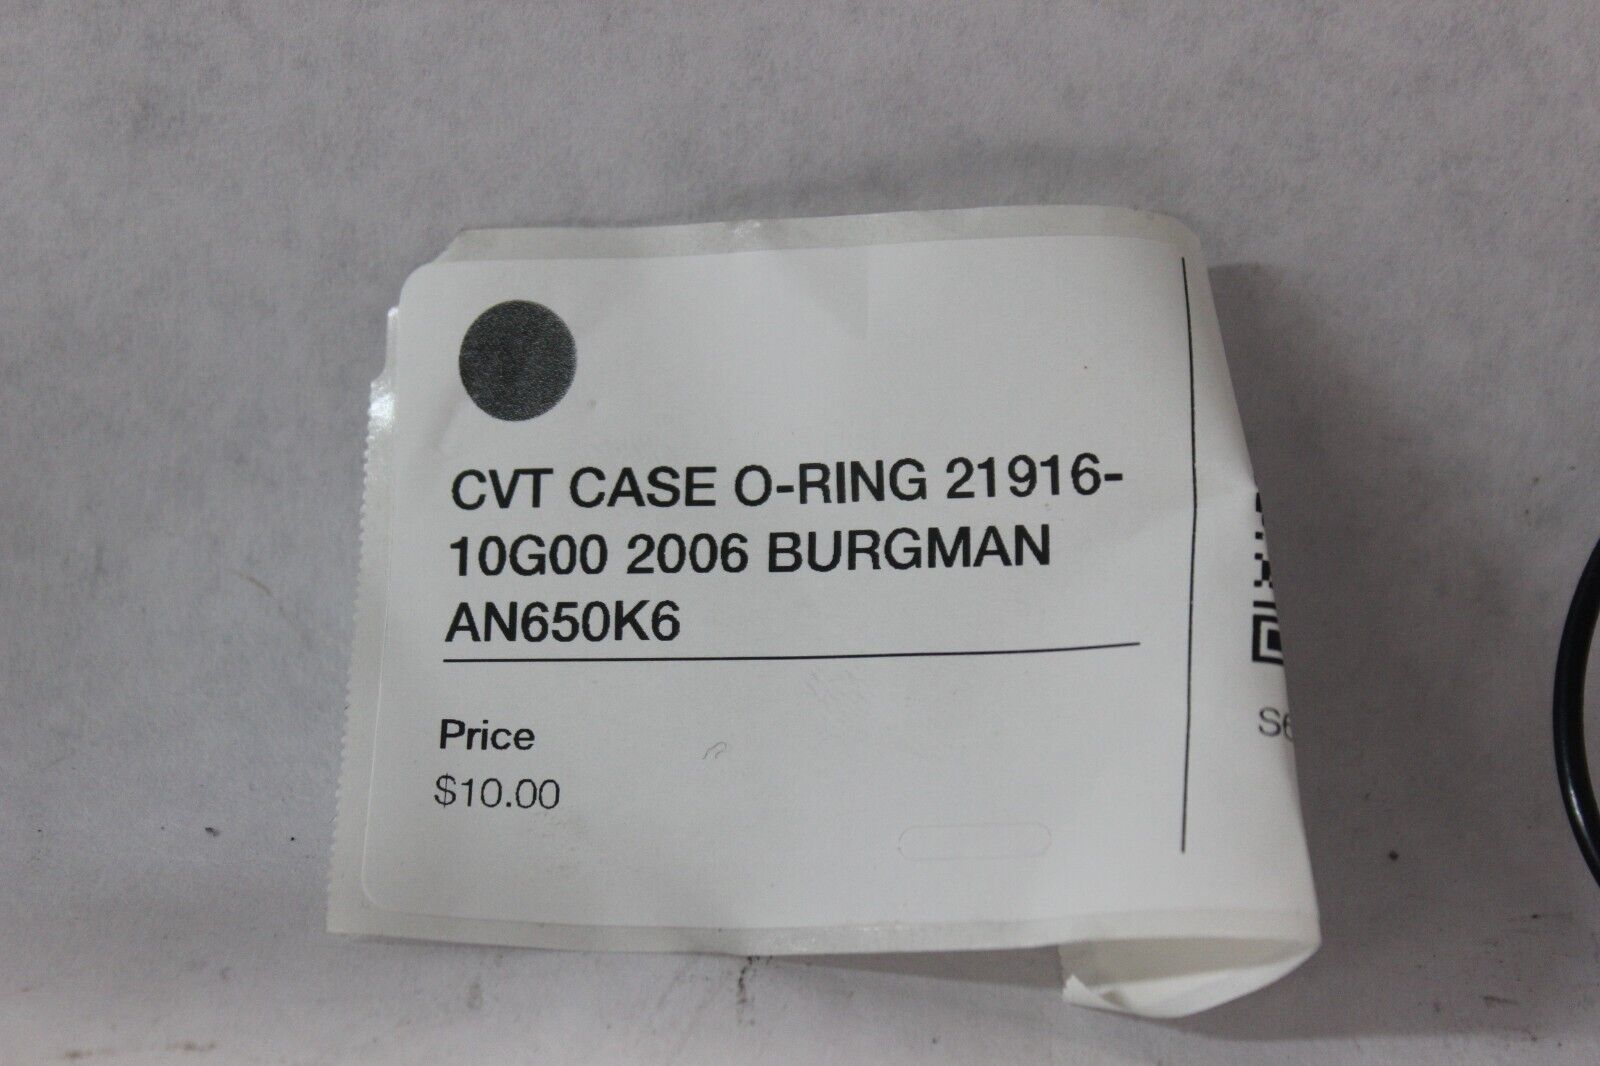 CVT CASE O-RING 21916-
10G00 2006 BURGMAN
AN650K6
Price
$10.00